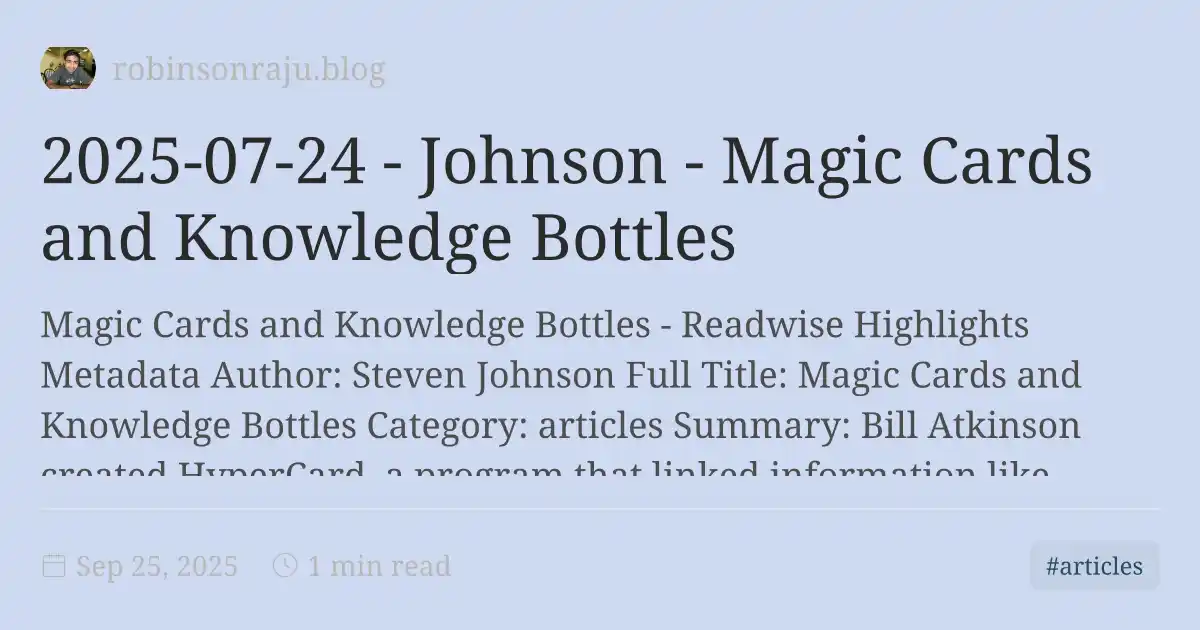 robinsonraju.blog
2025-07-24 - Johnson - Magic Cards
and Knowledge Bottles
Magic Cards and Knowledge Bottles - Readwise Highlights
Metadata Author: Steven Johnson Full Title: Magic Cards and
Knowledge Bottles Category: articles Summary: Bill Atkinson
created HyperCard, a program that linked information like
Sep 25, 2025
1 min read
#articles